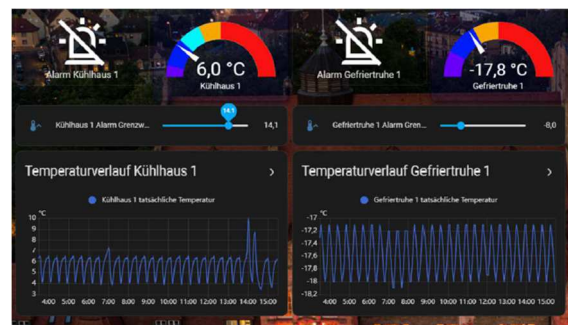 Alarm Kühlhaus 1
6,0 °C
Kühlhaus 1
Alarm Gefriertruhe 1
-17,8 °C
Gefriertruhe 1
14.1
Kühlhaus 1 Alarm Grenzw...
14,1
Gefriertruhe 1 Alarm Gren...
-8,0
Temperaturverlauf Kühlhaus 1
Kühlhaus 1 tatsächliche Temperatur
°C
10
9
8
7
6
5
4
3
4:00 5:00 6:00 7:00 8:00 9:00 10:00 11:00 12:00 13:00 14:00 15:00
Temperaturverlauf Gefriertruhe 1
Gefriertruhe 1 tatsächliche Temperatur
°C
-17
-17,2
-17,4
-17,6
-17,8
-18
-18,2
4:00 5:00 6:00 7:00 8:00 9:00 10:00 11:00 12:00 13:00 14:00 15:00